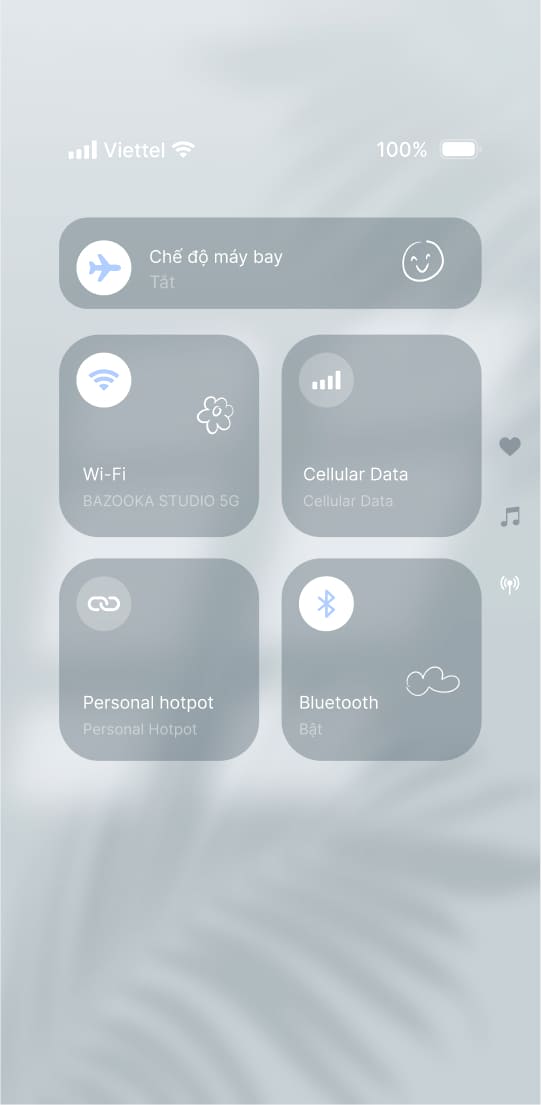 Viettel 100%
Chế độ máy bay
Tắt
Wi-Fi
BAZOOKA STUDIO 5G
Cellular Data
Cellular Data
Personal hotpot
Personal Hotpot
Bluetooth
Bật